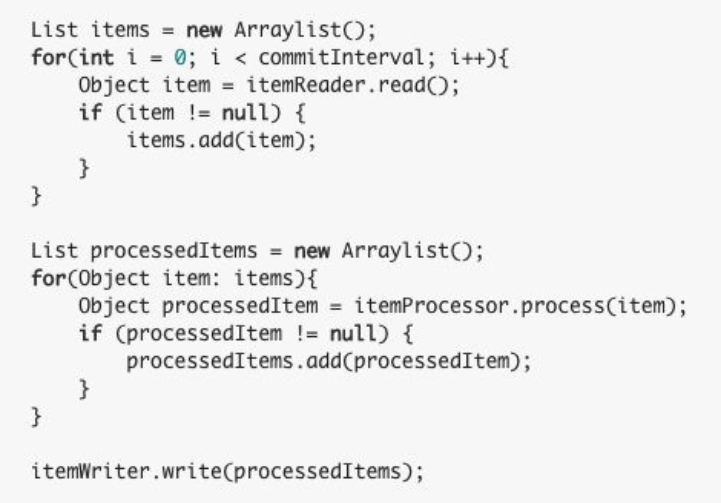 List items = new Arraylist();
for(int i = 0; i < commitInterval; i++){
    Object item = itemReader.read();
    if (item != null) {
        items.add(item);
    }
}

List processedItems = new Arraylist();
for(Object item: items){
    Object processedItem = itemProcessor.process(item);
    if (processedItem != null) {
        processedItems.add(processedItem);
    }
}

itemWriter.write(processedItems);